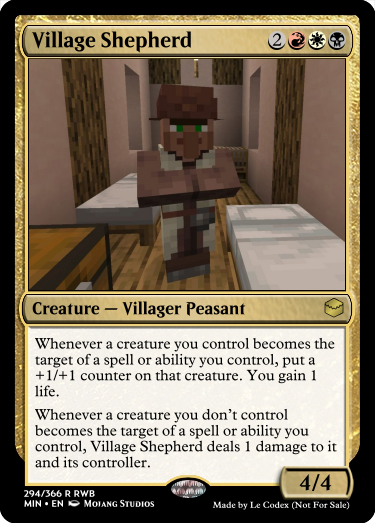 Village Shepherd 2
Creature — Villager Peasant
Whenever a creature you control becomes the
target of a spell or ability you control, put a
+1/+1 counter on that creature. You gain 1
life.
Whenever a creature you don't control
becomes the target of a spell or ability you
control, Village Shepherd deals 1 damage to it
and its controller.
4/4
294/366 R RWB
MIN • EN Mojang Studios
Made by Le Codex (Not For Sale)